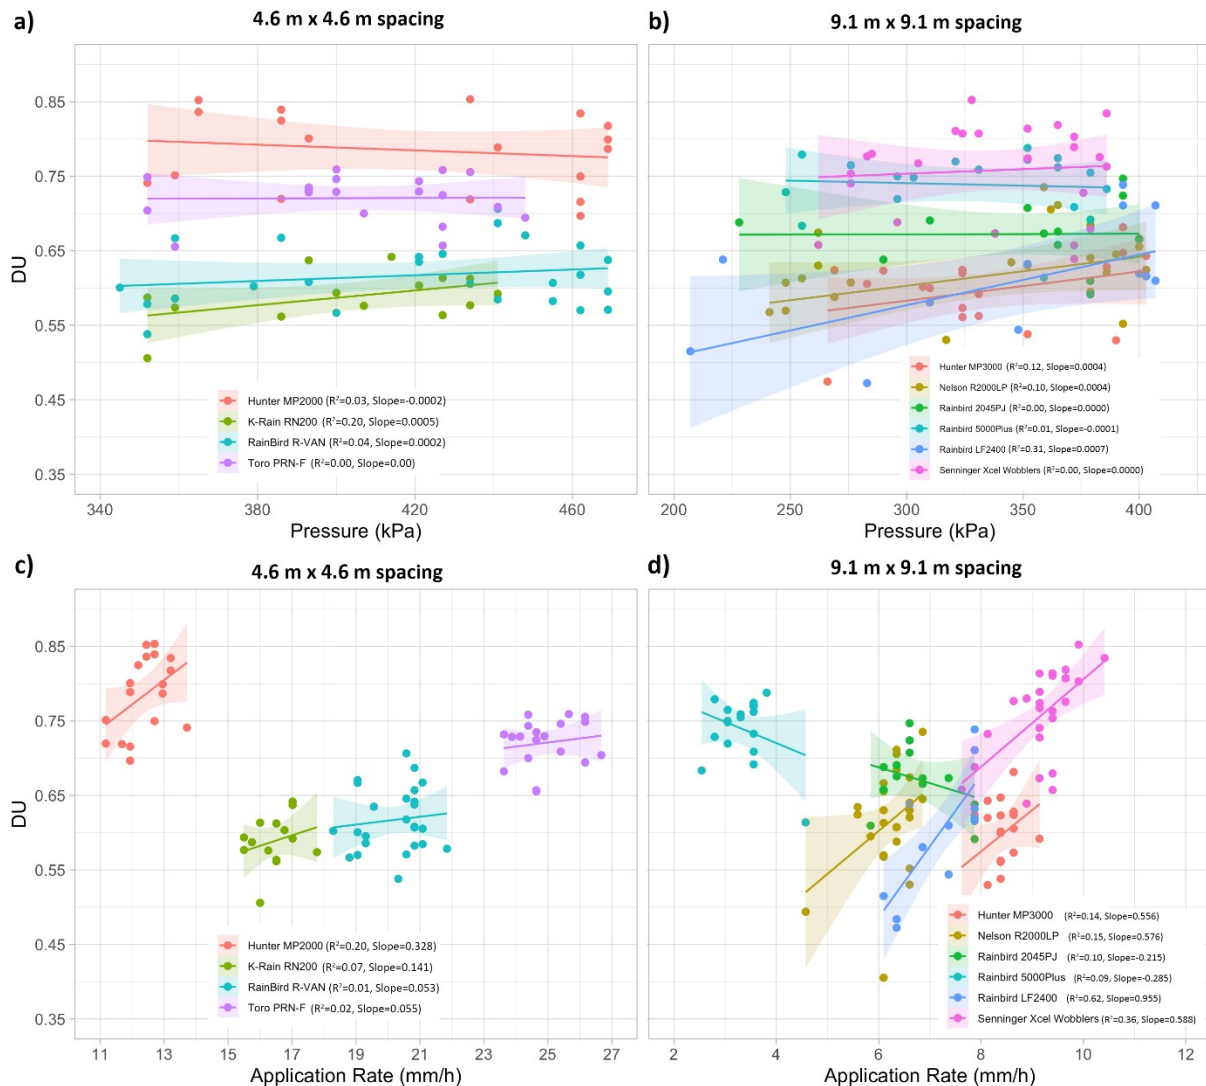 a)
4.6 m x 4.6 m spacing
DU
0.85
0.75
0.65
0.55
0.45
0.35
Hunter MP2000 (R²=0.03, Slope=-0.0002)
K-Rain RN200 (R²=0.20, Slope=0.0005)
RainBird R-VAN (R²=0.04, Slope=0.0002)
Toro PRN-F (R²=0.00, Slope=0.00)
340 380 420 460
Pressure (kPa)
b)
9.1 m x 9.1 m spacing
Hunter MP3000 (R²=0.12, Slope=0.0004)
Nelson R2000LP (R²=0.10, Slope=0.0004)
Rainbird 2045PJ (R²=0.00, Slope=0.0000)
Rainbird 5000Plus (R²=0.01, Slope=-0.0001)
Rainbird LF2400 (R²=0.31, Slope=0.0007)
Senninger Xcel Wobblers (R²=0.00, Slope=0.0000)
200 250 300 350 400
Pressure (kPa)
c)
4.6 m x 4.6 m spacing
DU
0.85
0.75
0.65
0.55
0.45
0.35
Hunter MP2000 (R²=0.20, Slope=0.328)
K-Rain RN200 (R²=0.07, Slope=0.141)
RainBird R-VAN (R²=0.01, Slope=0.053)
Toro PRN-F (R²=0.02, Slope=0.055)
11 13 15 17 19 21 23 25 27
Application Rate (mm/h)
d)
9.1 m x 9.1 m spacing
Hunter MP3000 (R²=0.14, Slope=0.556)
Nelson R2000LP (R²=0.15, Slope=0.576)
Rainbird 2045PJ (R²=0.10, Slope=-0.215)
Rainbird 5000Plus (R²=0.09, Slope=-0.285)
Rainbird LF2400 (R²=0.62, Slope=0.955)
Senninger Xcel Wobblers (R²=0.36, Slope=0.588)
2 4 6 8 10 12
Application Rate (mm/h)